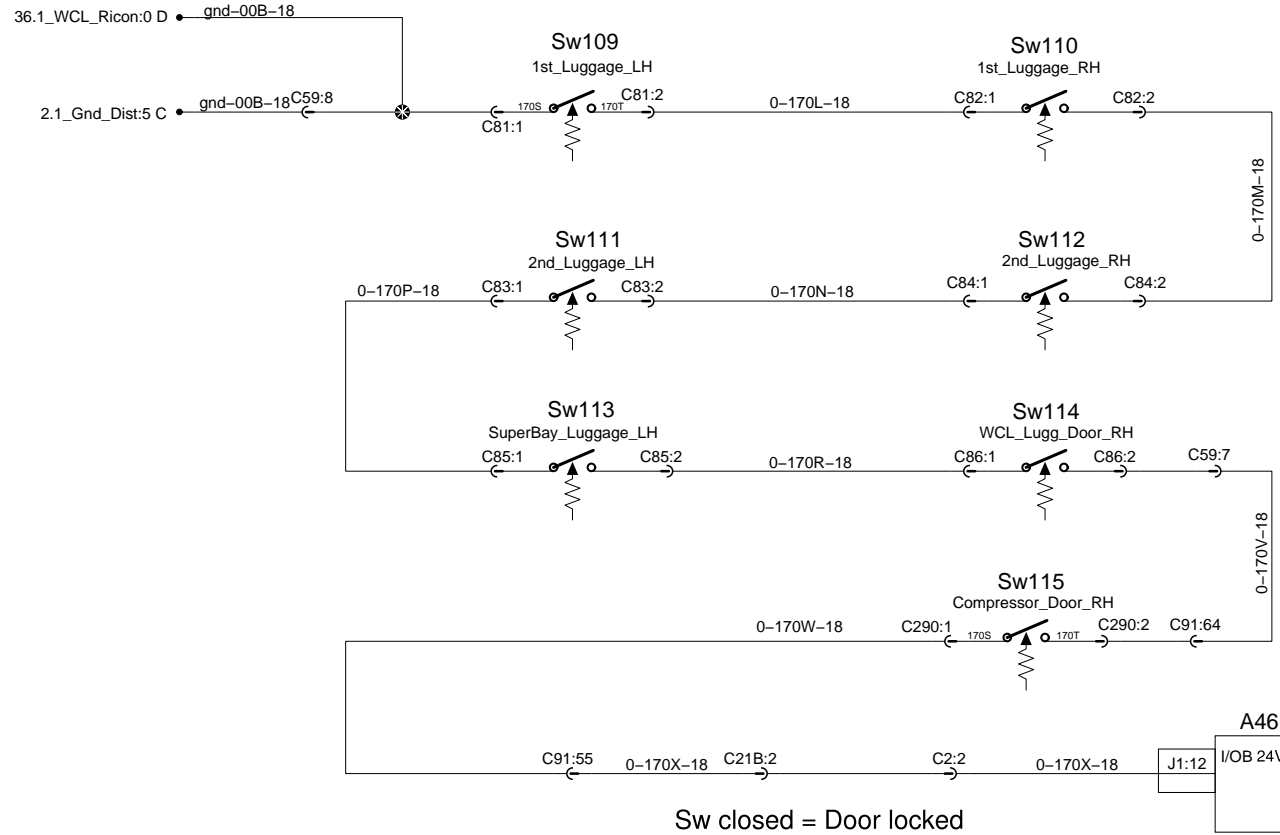 36.1_WCL_Ricon:0 D
gnd–00B–18
Sw109
1st_Luggage_LH
Sw110
1st_Luggage_RH
2.1_Gnd_Dist:5 C
gnd–00B–18
C59:8
C81:1
170S
170T
C81:2
0–170L–18
C82:1
C82:2
0–170M–18
Sw111
2nd_Luggage_LH
Sw112
2nd_Luggage_RH
0–170P–18
C83:1
C83:2
0–170N–18
C84:1
C84:2
Sw113
SuperBay_Luggage_LH
Sw114
WCL_Lugg_Door_RH
C85:1
C85:2
0–170R–18
C86:1
C86:2
C59:7
0–170V–18
Sw115
Compressor_Door_RH
0–170W–18
C290:1
170S
170T
C290:2
C91:64
A46
I/OB 24V
C91:55
0–170X–18
C21B:2
C2:2
0–170X–18
J1:12
Sw closed = Door locked